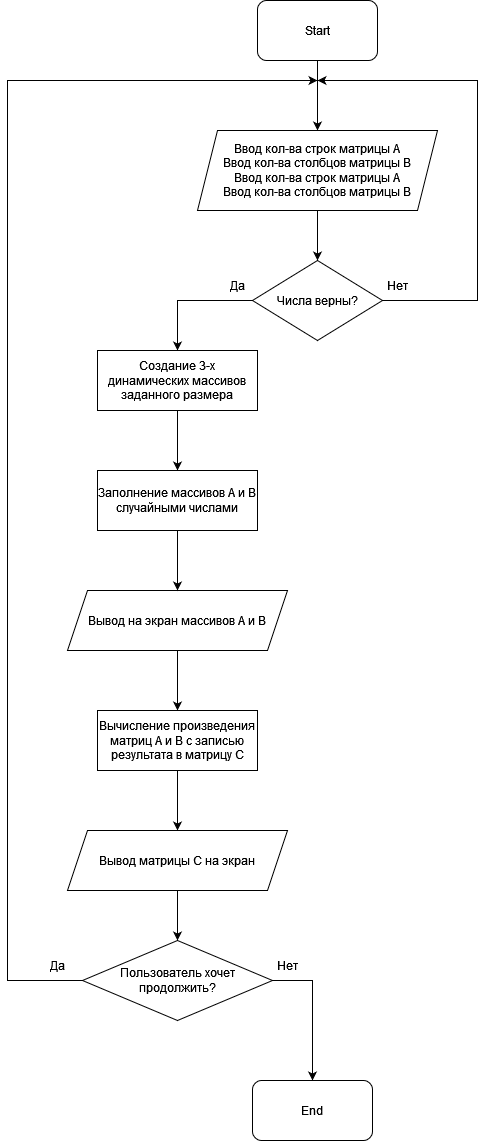 Start
Ввод кол-ва строк матрицы A
Ввод кол-ва столбцов матрицы B
Ввод кол-ва строк матрицы A
Ввод кол-ва столбцов матрицы B
Да
Числа верны?
Нет
Создание 3-х
динамических массивов
заданного размера
Заполнение массивов A и B
случайными числами
Вывод на экран массивов A и B
Вычисление произведения
матриц A и B с записью
результата в матрицу C
Вывод матрицы C на экран
Да
Пользователь хочет
продолжить?
Нет
End